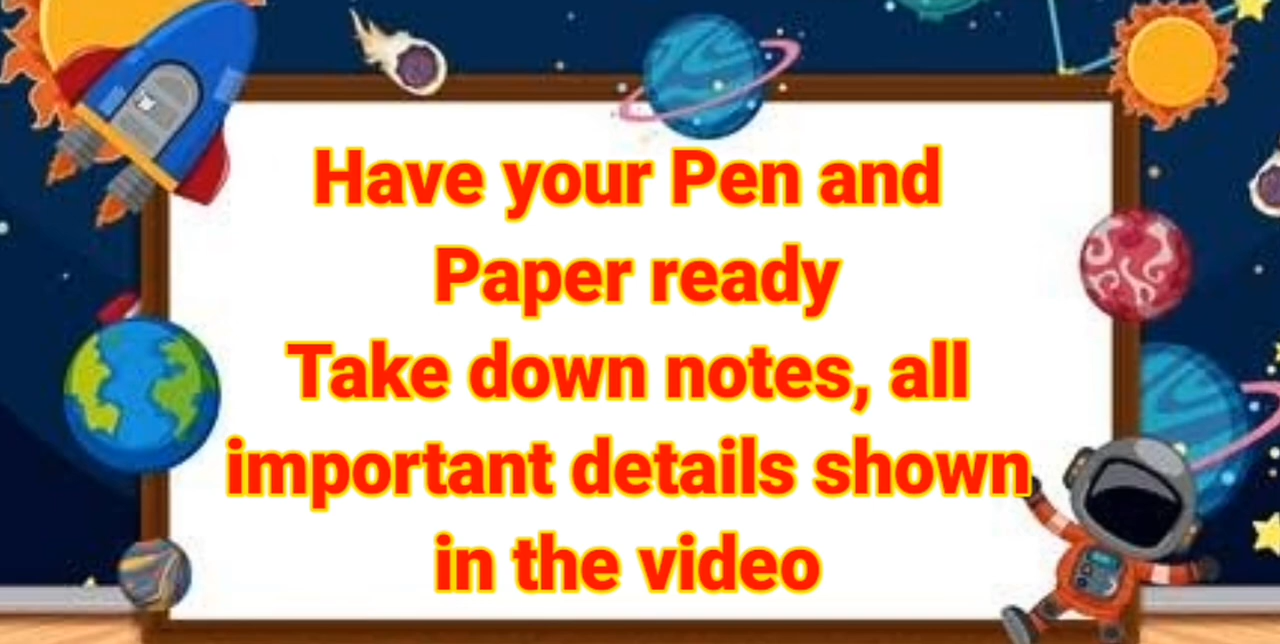 Have your Pen and
Paper ready
Take down notes, all
important details shown
in the video